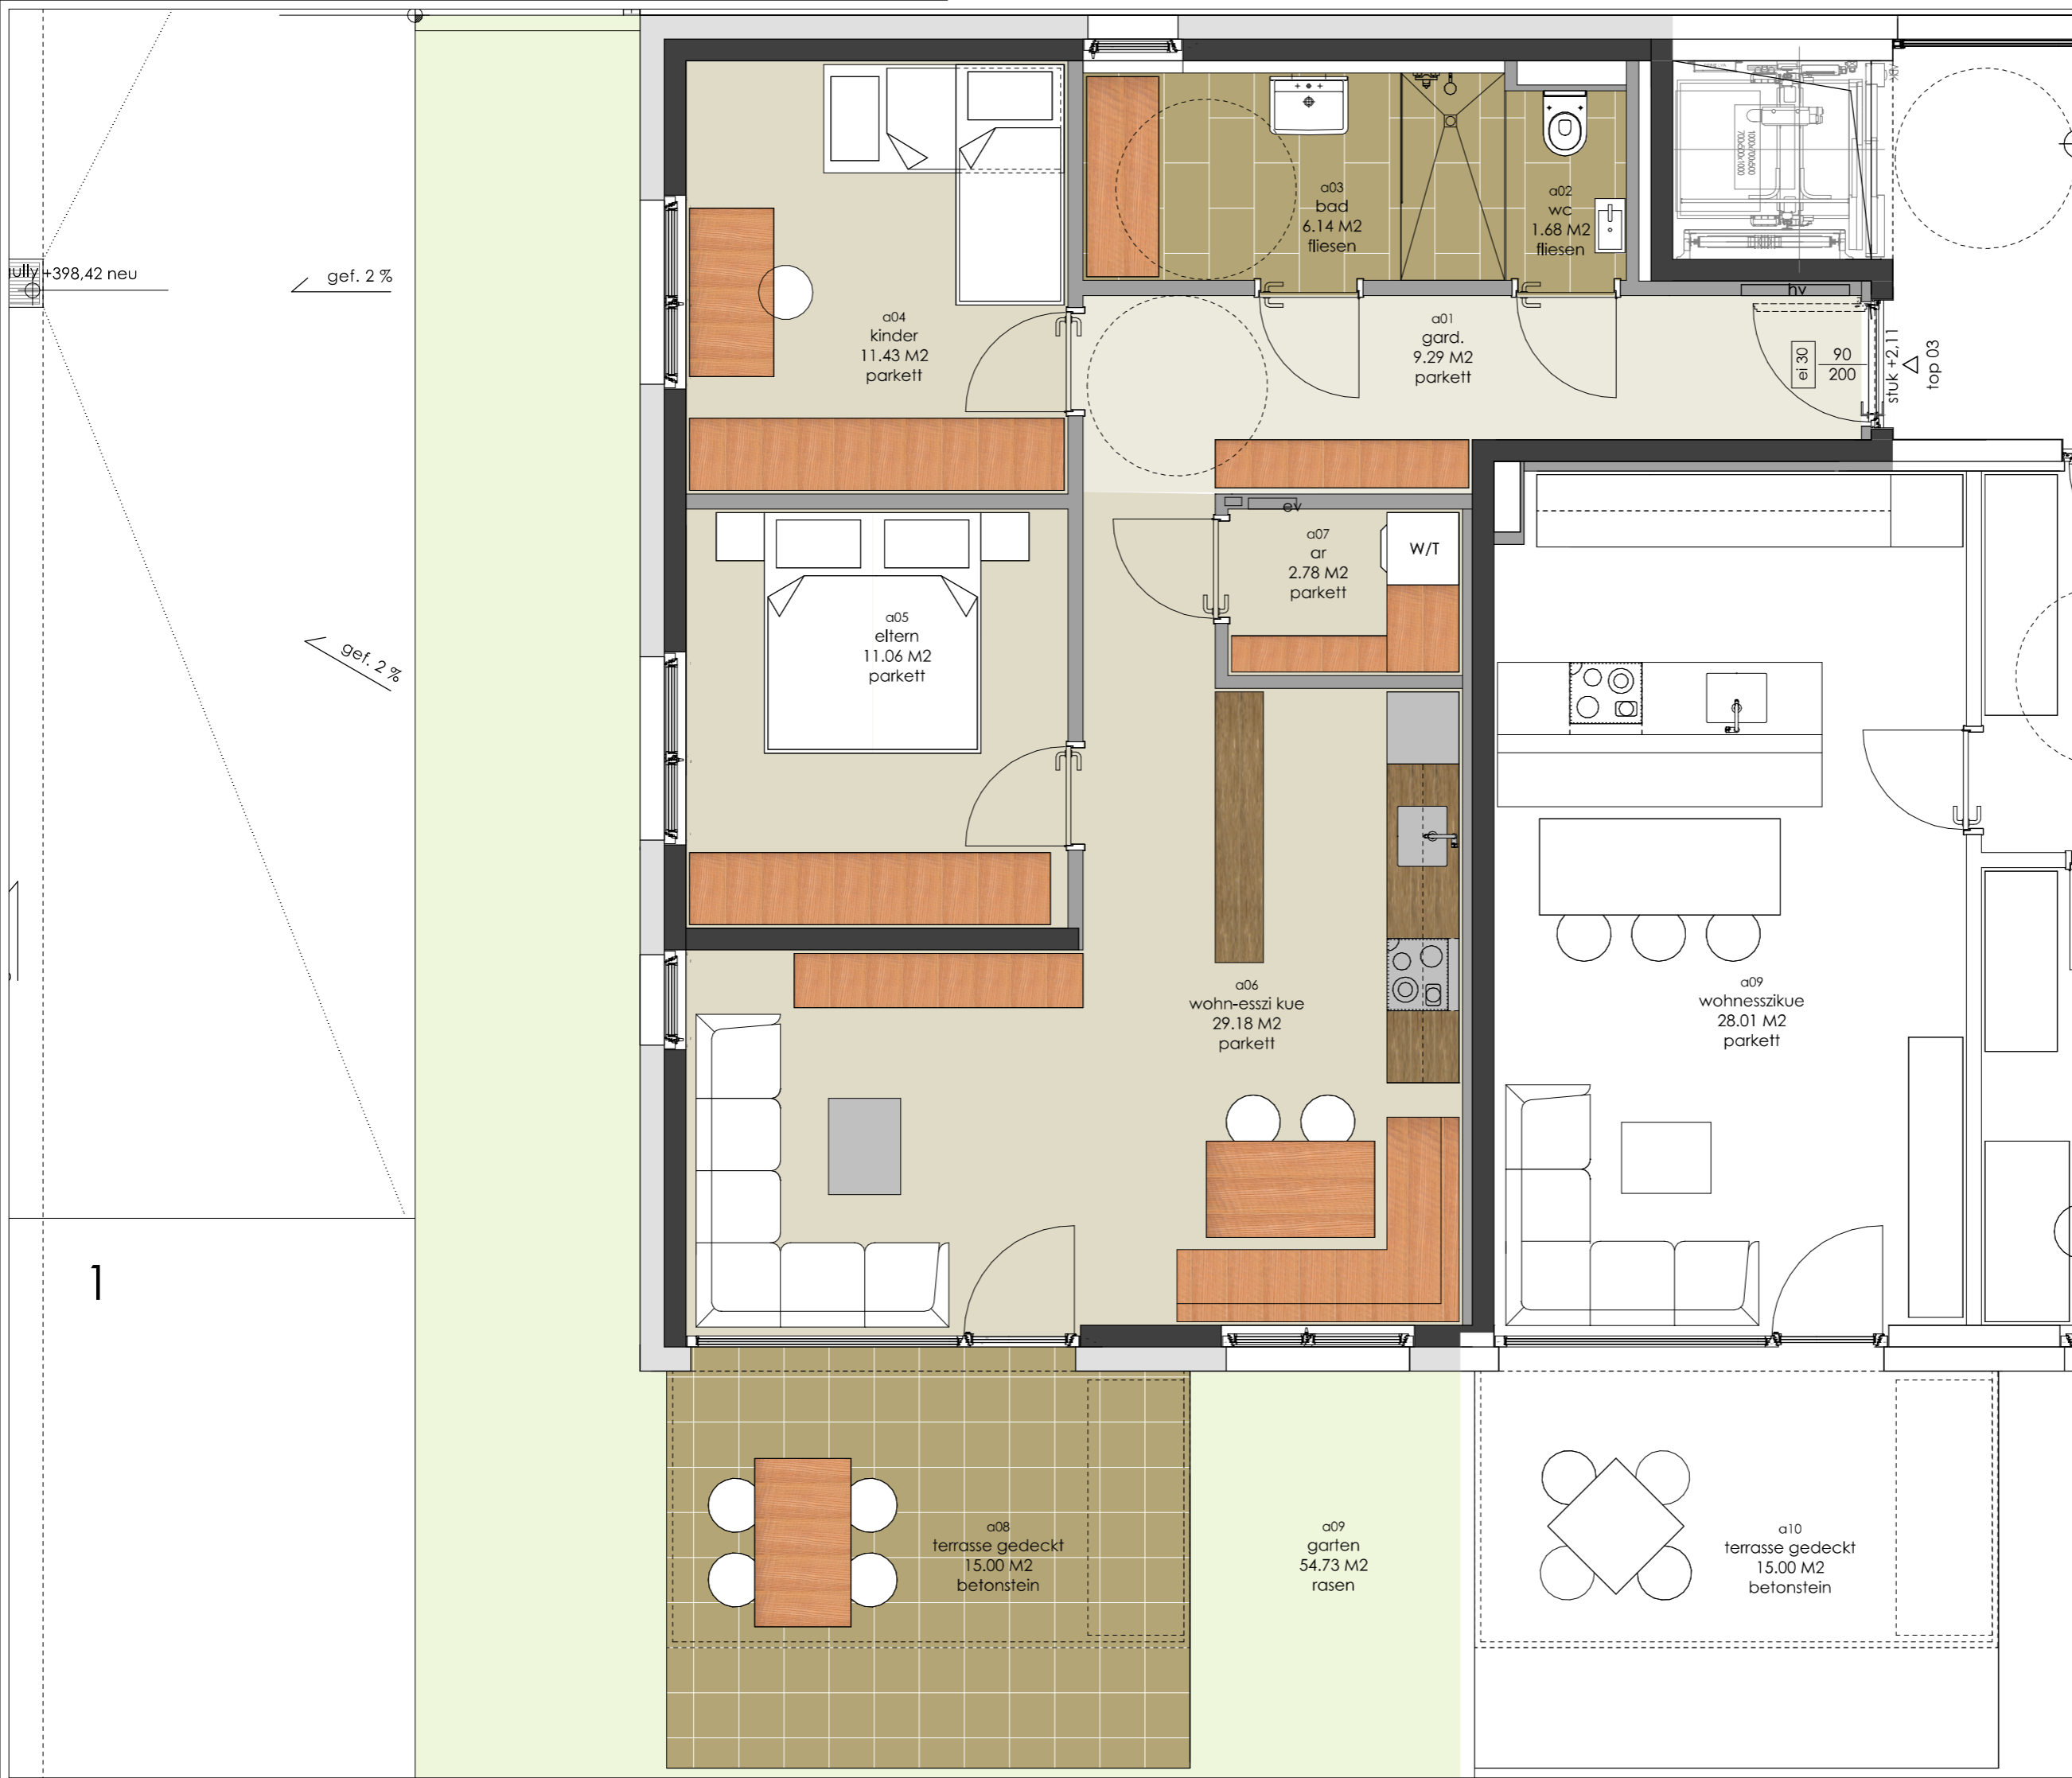 +398,42 neu
gef. 2 %
gef. 2 %
1
a04
kinder
11.43 M2
parkett
a03
bad
6.14 M2
fliesen
a02
wc
1.68 M2
fliesen
a01
gard.
9.29 M2
parkett
hv
ei 30
90
200
stuk +2,11
top 03
ev
a07
ar
2.78 M2
parkett
W/T
a05
eltern
11.06 M2
parkett
a06
wohn-esszi kue
29.18 M2
parkett
a09
wohnesszikue
28.01 M2
parkett
a08
terrasse gedeckt
15.00 M2
betonstein
a09
garten
54.73 M2
rasen
a10
terrasse gedeckt
15.00 M2
betonstein